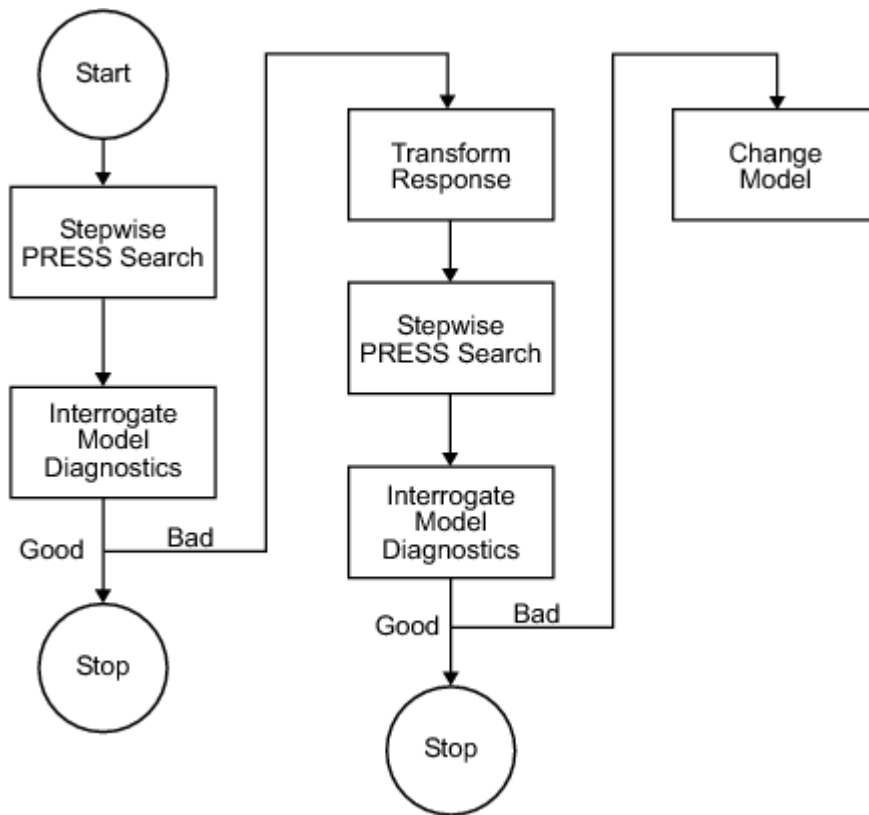 Start
Stepwise
PRESS Search
Interrogate
Model
Diagnostics
Good
Bad
Stop
Transform
Response
Stepwise
PRESS Search
Interrogate
Model
Diagnostics
Good
Bad
Stop
Change
Model